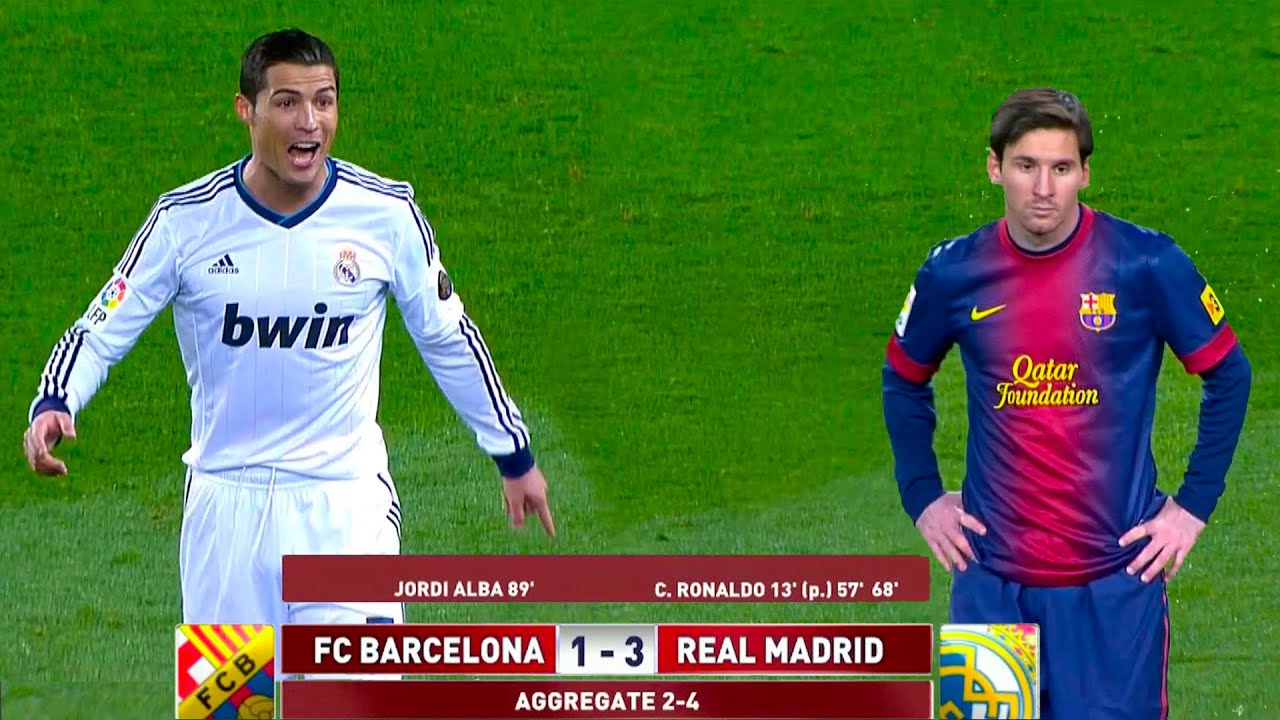 adidas
bwin
LFP
Qatar
Foundation
JORDI ALBA 89' C. RONALDO 13' (p.) 57' 68'
FC BARCELONA 1 - 3 REAL MADRID
FCB
AGGREGATE 2-4